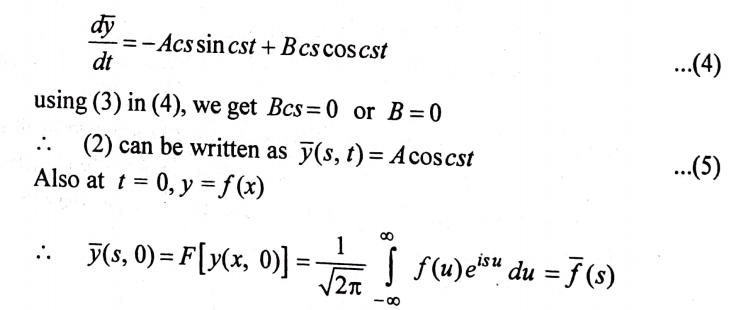 dȳ/dt = −Acs sin cst + Bcs cos cst ...(4)
using (3) in (4), we get Bcs = 0 or B = 0
∴ (2) can be written as ȳ(s, t) = A cos cst ...(5)
Also at t = 0, y = f(x)
∴ ȳ(s, 0) = F[y(x, 0)] = 1/√2π ∫_{−∞}^{∞} f(u)e^{isu} du = f̄(s)